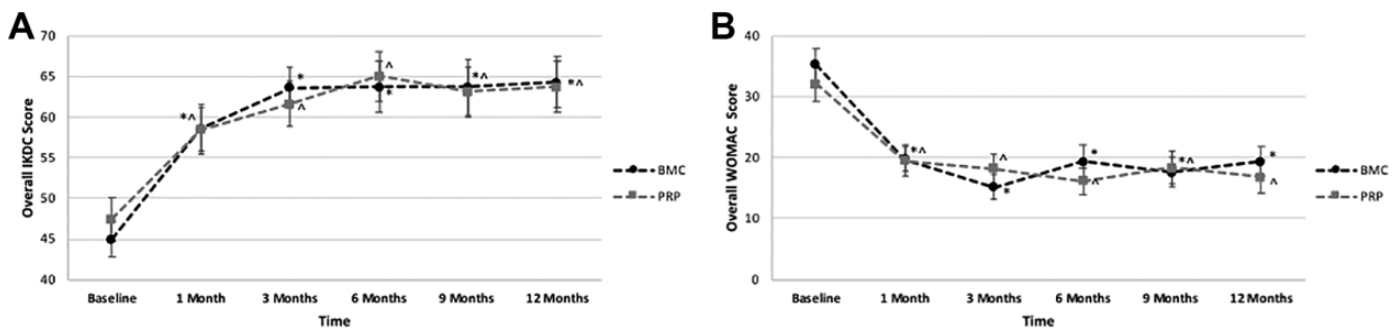 A
Overall IKDC Score
70
65
60
55
50
45
40
*^
*
^
^
*
*^
*^
Baseline
1 Month
3 Months
6 Months
9 Months
12 Months
Time
BMC
PRP
B
Overall WOMAC Score
40
30
20
10
0
*^
^
*
*
^
*^
*
^
Baseline
1 Month
3 Months
6 Months
9 Months
12 Months
Time
BMC
PRP